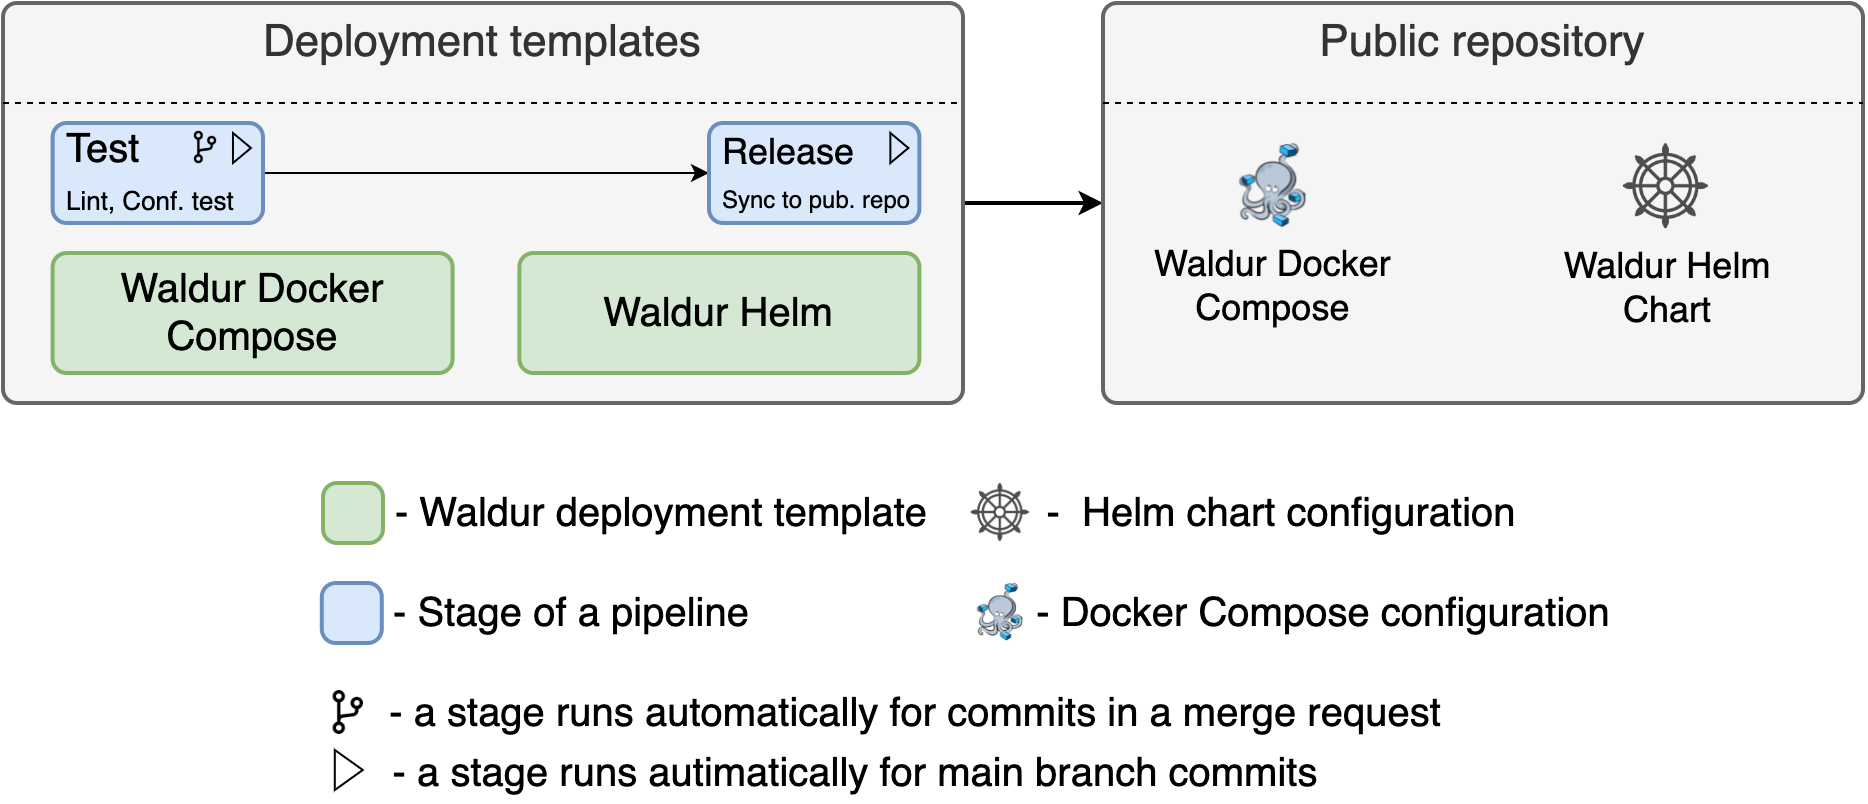 Deployment templates
Public repository
Test
Lint, Conf. test
Release
Sync to pub. repo
Waldur Docker
Compose
Waldur Helm
Waldur Docker
Compose
Waldur Helm
Chart
- Waldur deployment template
- Helm chart configuration
- Stage of a pipeline
- Docker Compose configuration
- a stage runs automatically for commits in a merge request
- a stage runs autimatically for main branch commits